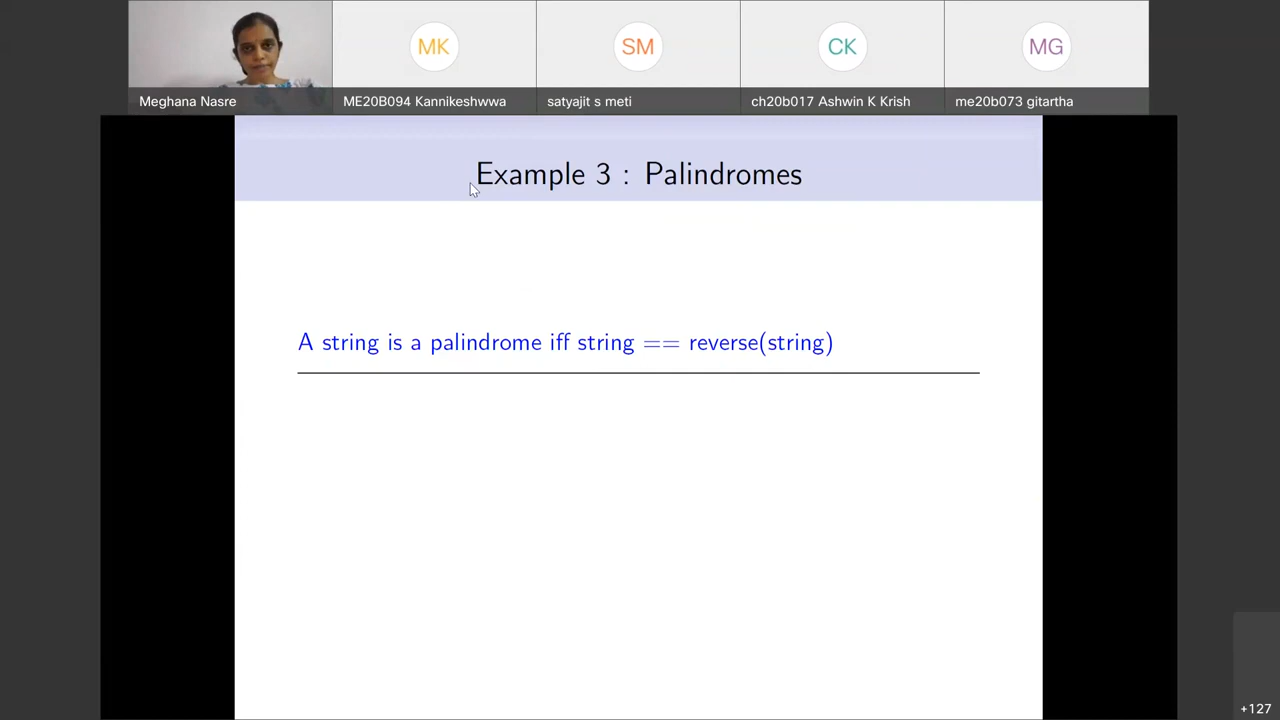 MK
SM
CK
MG
Meghana Nasre
ME20B094 Kannikeshwwa
satyajit s meti
ch20b017 Ashwin K Krish
me20b073 gitartha
Example 3 : Palindromes
A string is a palindrome iff string == reverse(string)
+127